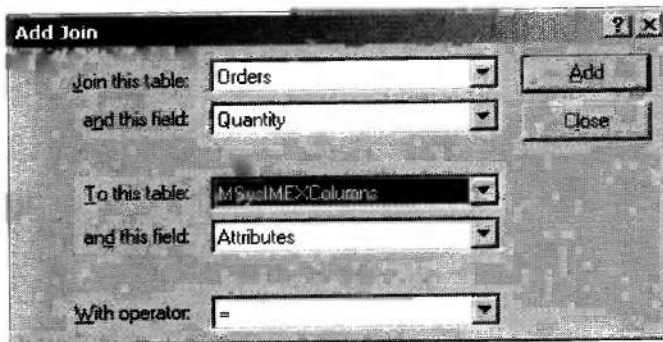 Add Join
Join this table: Orders Add
and this field: Quantity Close
To this table: MSysIMEXColumns
and this field: Attributes
With operator: =